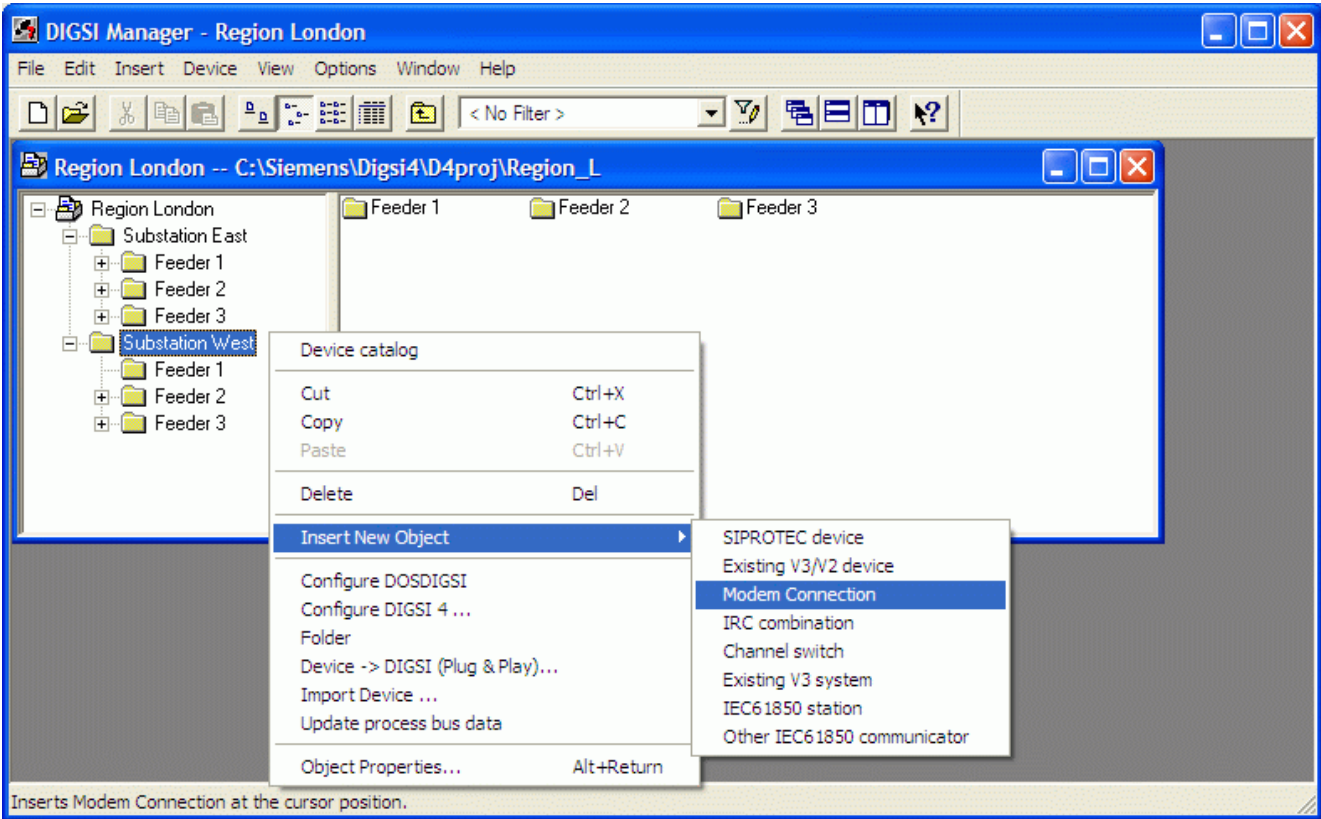 DIGSI Manager - Region London
File Edit Insert Device View Options Window Help
< No Filter >
Region London -- C:\Siemens\Digsi4\D4proj\Region_L
Region London
Substation East
Feeder 1
Feeder 2
Feeder 3
Substation West
Feeder 1
Feeder 2
Feeder 3
Feeder 1 Feeder 2 Feeder 3
Device catalog
Cut Ctrl+X
Copy Ctrl+C
Paste Ctrl+V
Delete Del
Insert New Object
Configure DOSDIGSI
Configure DIGSI 4 ...
Folder
Device -> DIGSI (Plug & Play)...
Import Device ...
Update process bus data
Object Properties... Alt+Return
SIPROTEC device
Existing V3/V2 device
Modem Connection
IRC combination
Channel switch
Existing V3 system
IEC61850 station
Other IEC61850 communicator
Inserts Modem Connection at the cursor position.